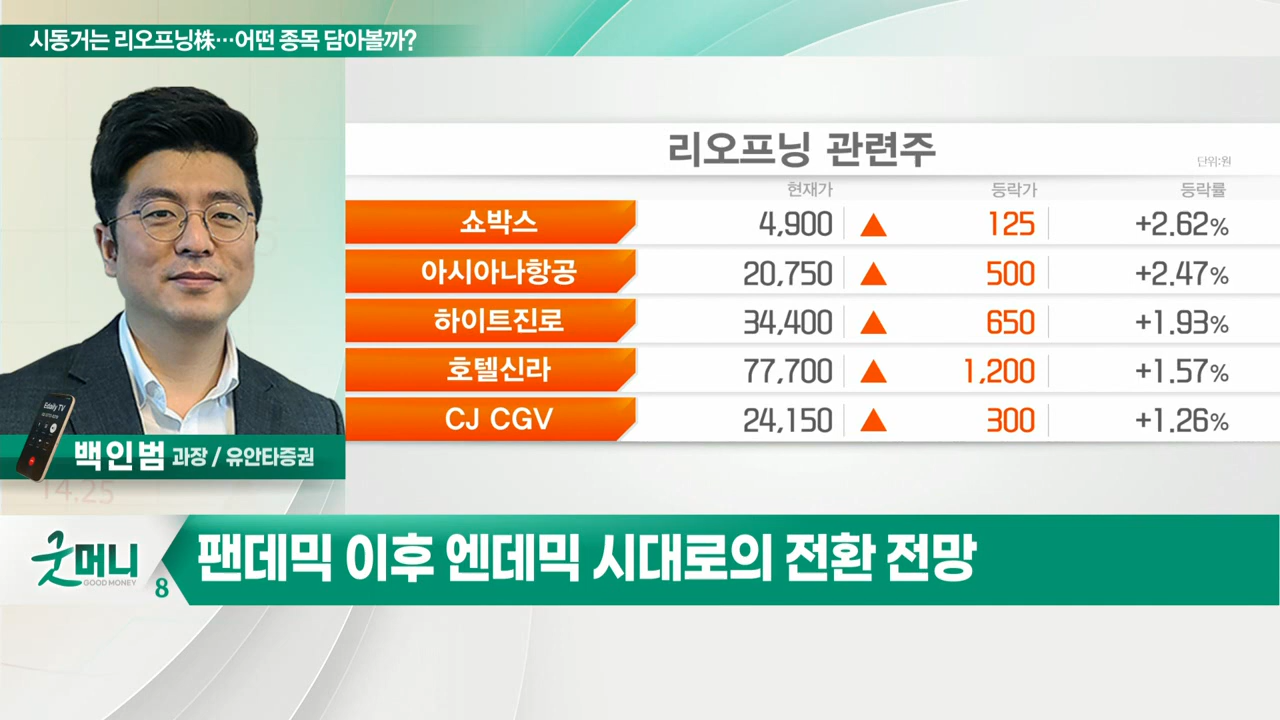 시동거는 리오프닝株…어떤 종목 담아볼까?
리오프닝 관련주
단위:원
현재가 등락가 등락률
쇼박스 4,900 ▲ 125 +2.62%
아시아나항공 20,750 ▲ 500 +2.47%
하이트진로 34,400 ▲ 650 +1.93%
호텔신라 77,700 ▲ 1,200 +1.57%
CJ CGV 24,150 ▲ 300 +1.26%
Edaily TV
백인범 과장 / 유안타증권
14.25
굿머니
GOOD MONEY
8
팬데믹 이후 엔데믹 시대로의 전환 전망